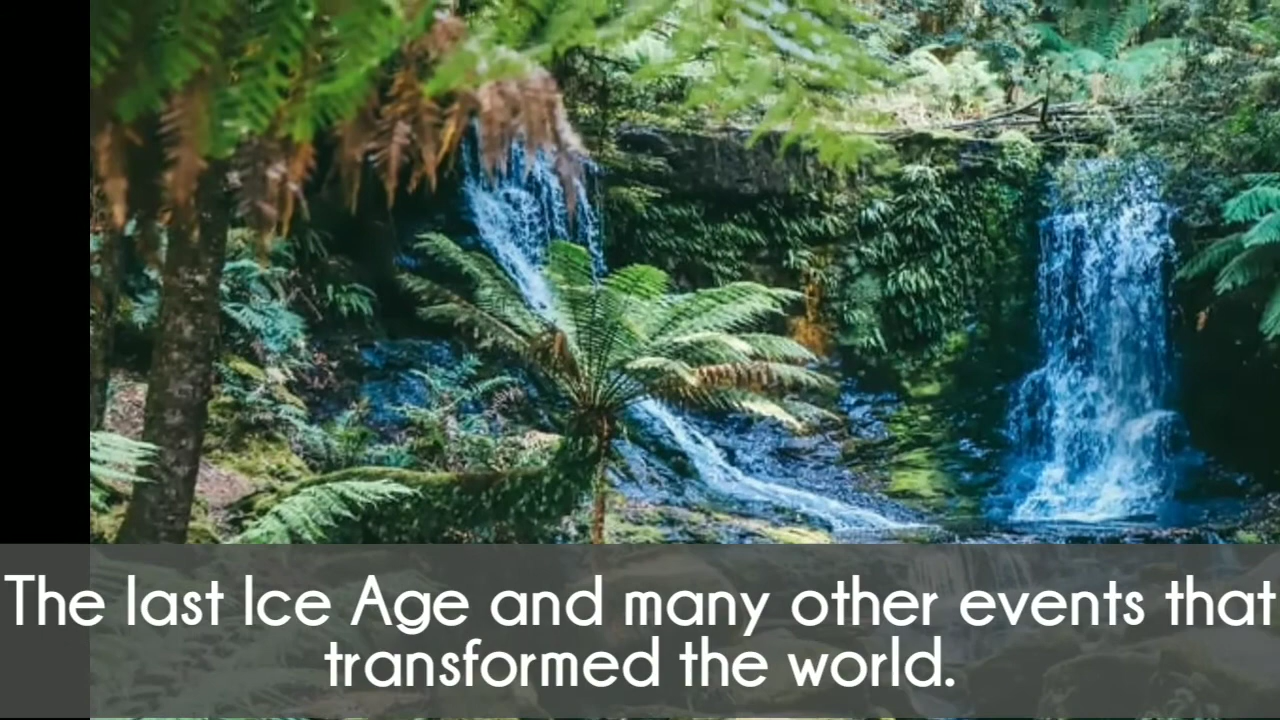 The last Ice Age and many other events that
transformed the world.